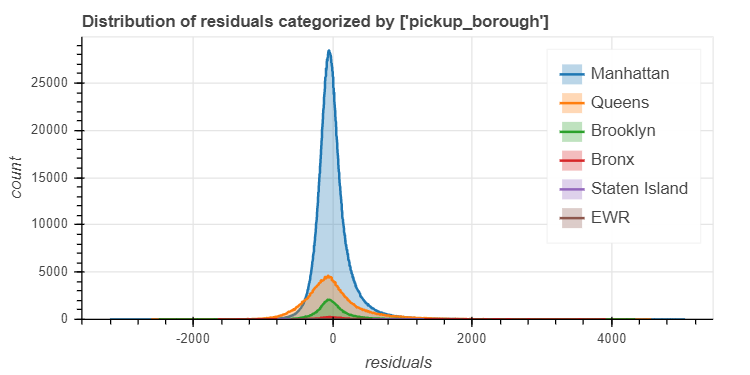 Distribution of residuals categorized by ['pickup_borough']
Manhattan
Queens
Brooklyn
Bronx
Staten Island
EWR
25000
20000
15000
10000
5000
0
count
-2000
0
2000
4000
residuals